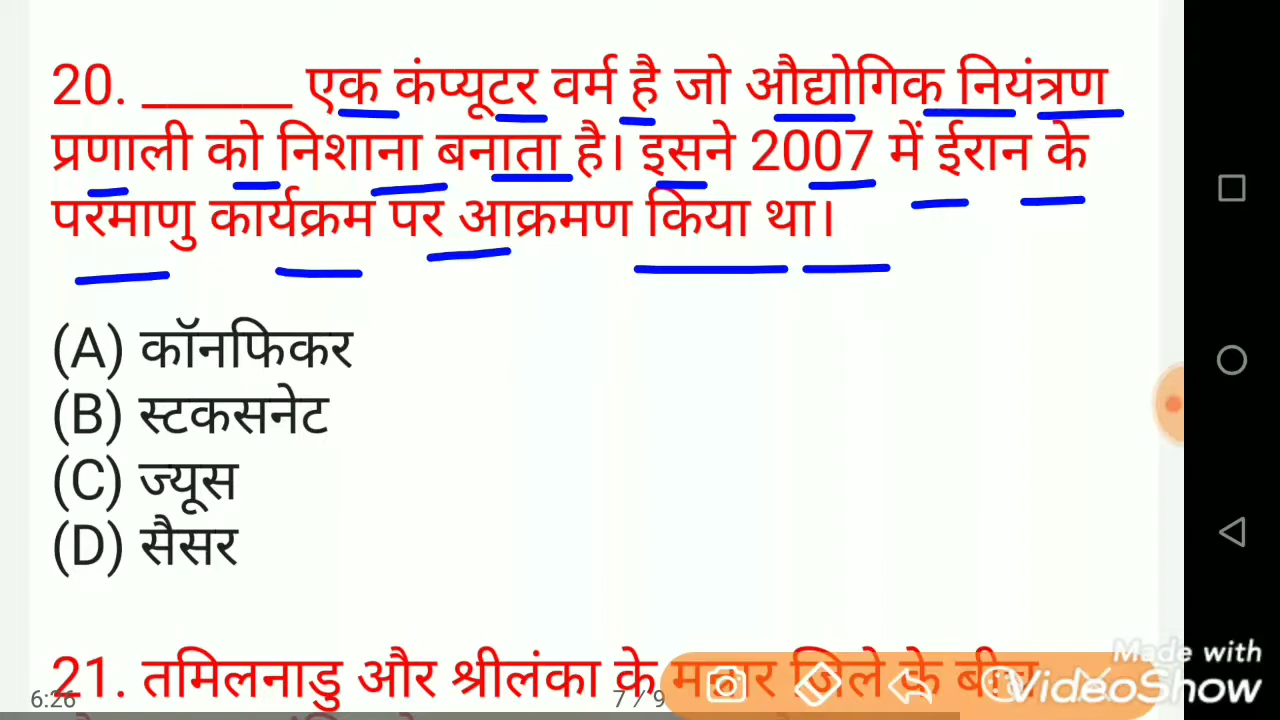 20. ______ एक कंप्यूटर वर्म है जो औद्योगिक नियंत्रण
प्रणाली को निशाना बनाता है। इसने 2007 में ईरान के
परमाणु कार्यक्रम पर आक्रमण किया था।
(A) कॉनफिकर
(B) स्टकसनेट
(C) ज्यूस
(D) सैसर
21. तमिलनाडु और श्रीलंका के मन्नार जिले के बीच
6:26
7 / 9
Made with
VideoShow